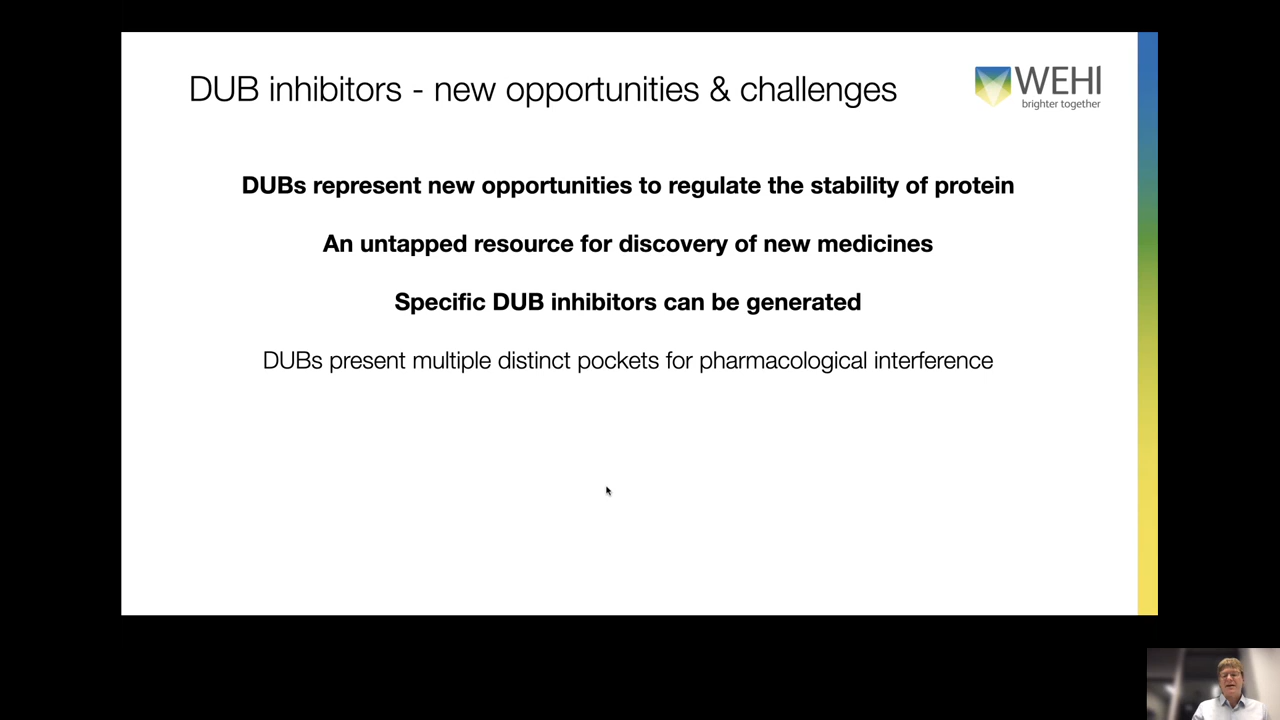 DUB inhibitors - new opportunities & challenges
WEHI
brighter together
DUBs represent new opportunities to regulate the stability of protein
An untapped resource for discovery of new medicines
Specific DUB inhibitors can be generated
DUBs present multiple distinct pockets for pharmacological interference